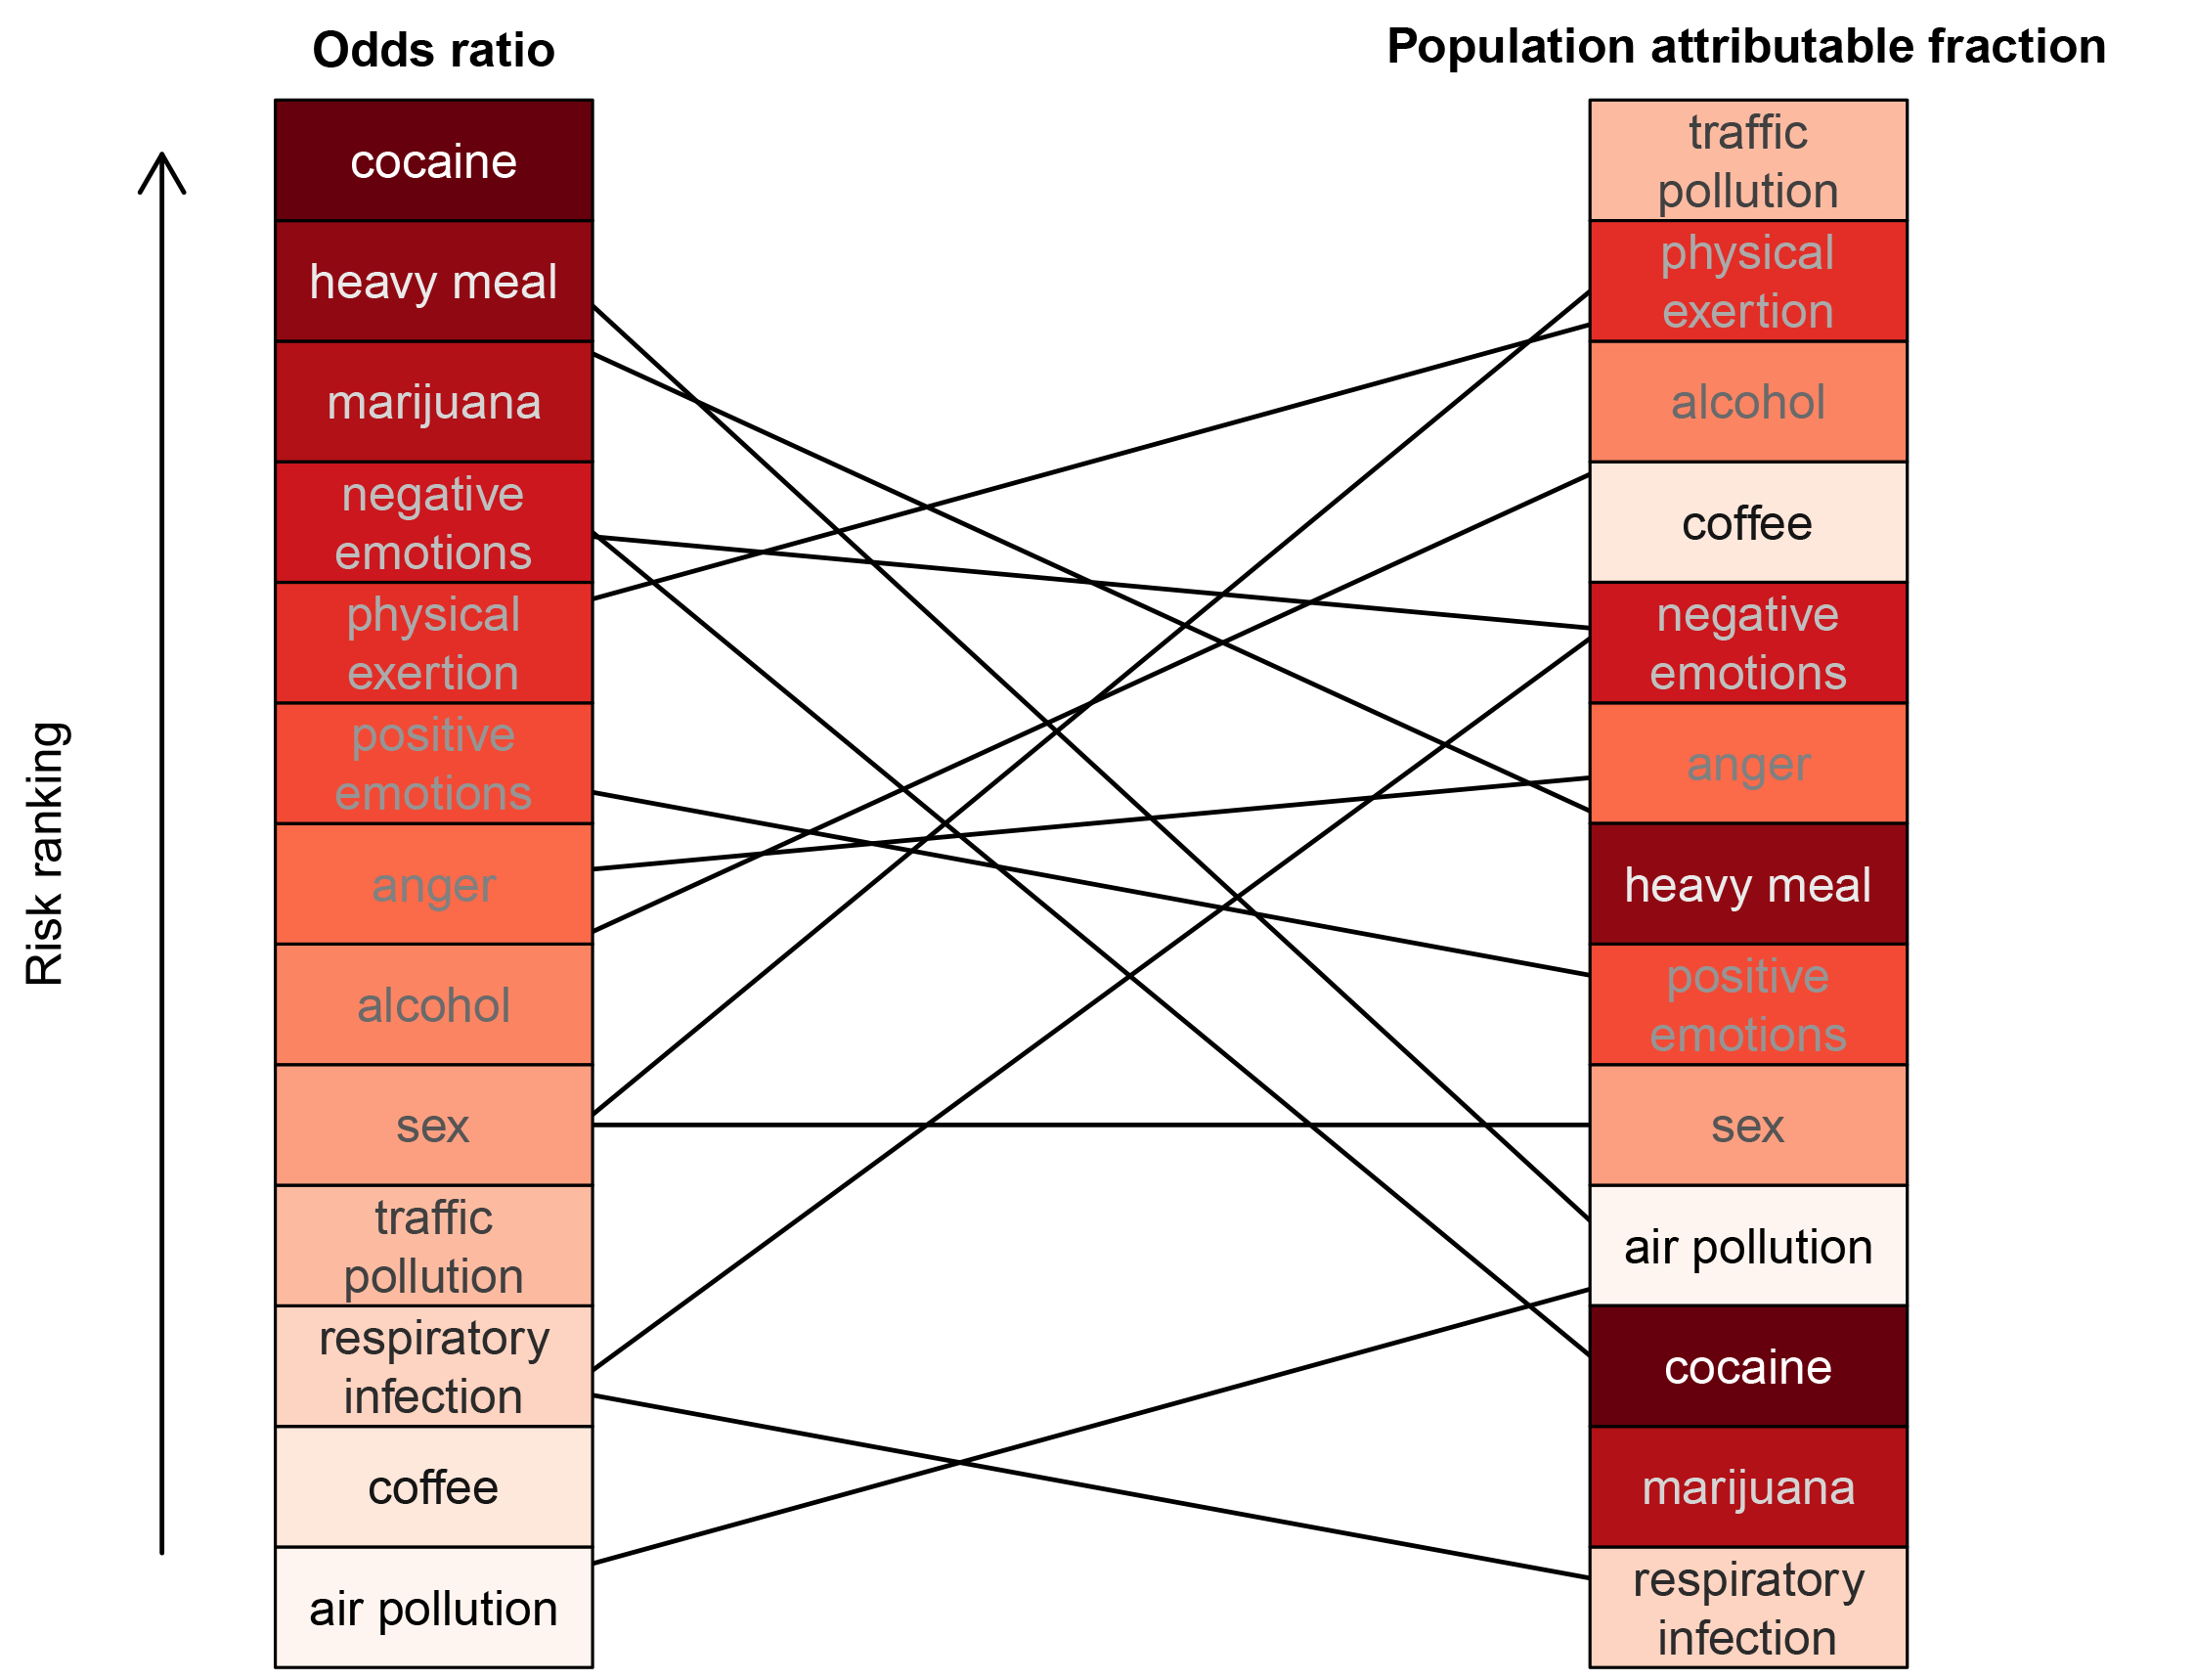 Odds ratio
Population attributable fraction
Risk ranking
cocaine
heavy meal
marijuana
negative
emotions
physical
exertion
positive
emotions
anger
alcohol
sex
traffic
pollution
respiratory
infection
coffee
air pollution
traffic
pollution
physical
exertion
alcohol
coffee
negative
emotions
anger
heavy meal
positive
emotions
sex
air pollution
cocaine
marijuana
respiratory
infection